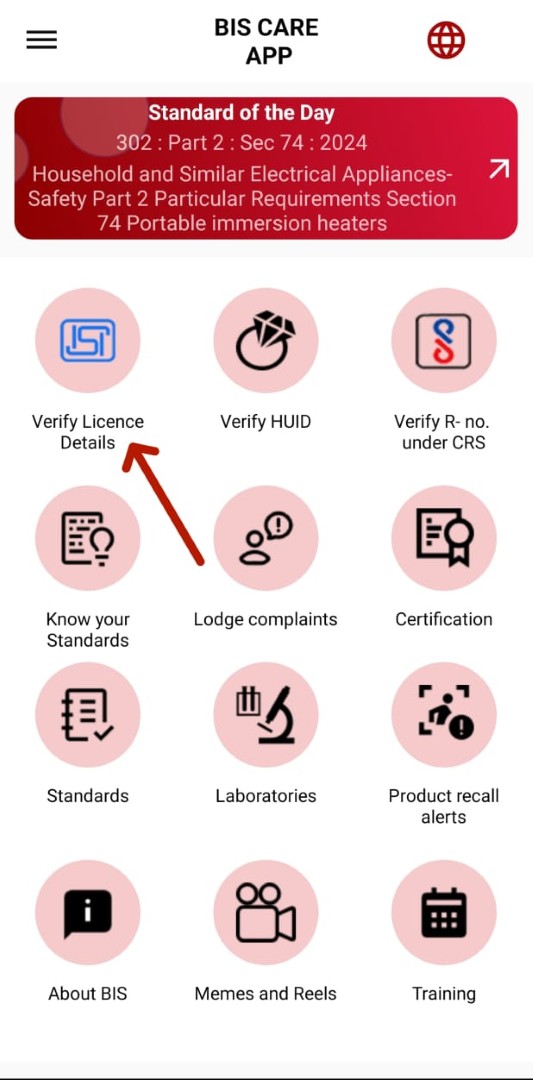 BIS CARE
APP
Standard of the Day
302 : Part 2 : Sec 74 : 2024
Household and Similar Electrical Appliances-
Safety Part 2 Particular Requirements Section
74 Portable immersion heaters
ISI
Verify Licence
Details
Verify HUID
Verify R- no.
under CRS
Know your
Standards
Lodge complaints
Certification
Standards
Laboratories
Product recall
alerts
About BIS
Memes and Reels
Training